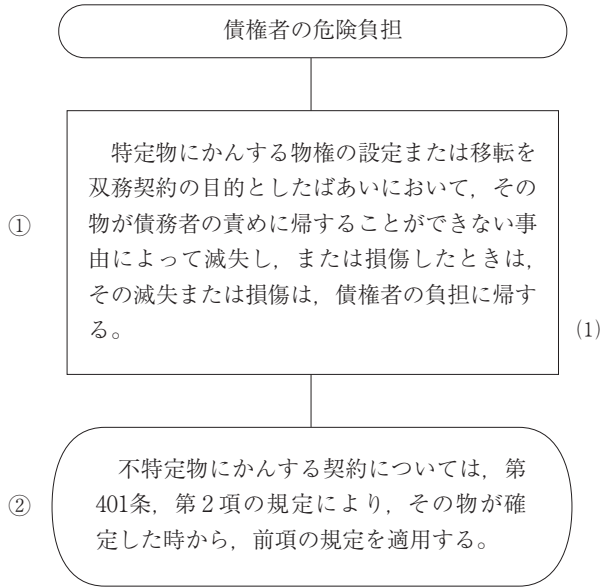 債権者の危険負担
①
特定物にかんする物権の設定または移転を
双務契約の目的としたばあいにおいて，その
物が債務者の責めに帰することができない事
由によって滅失し，または損傷したときは，
その滅失または損傷は，債権者の負担に帰す
る。
(1)
②
不特定物にかんする契約については，第
401条，第２項の規定により，その物が確
定した時から，前項の規定を適用する。